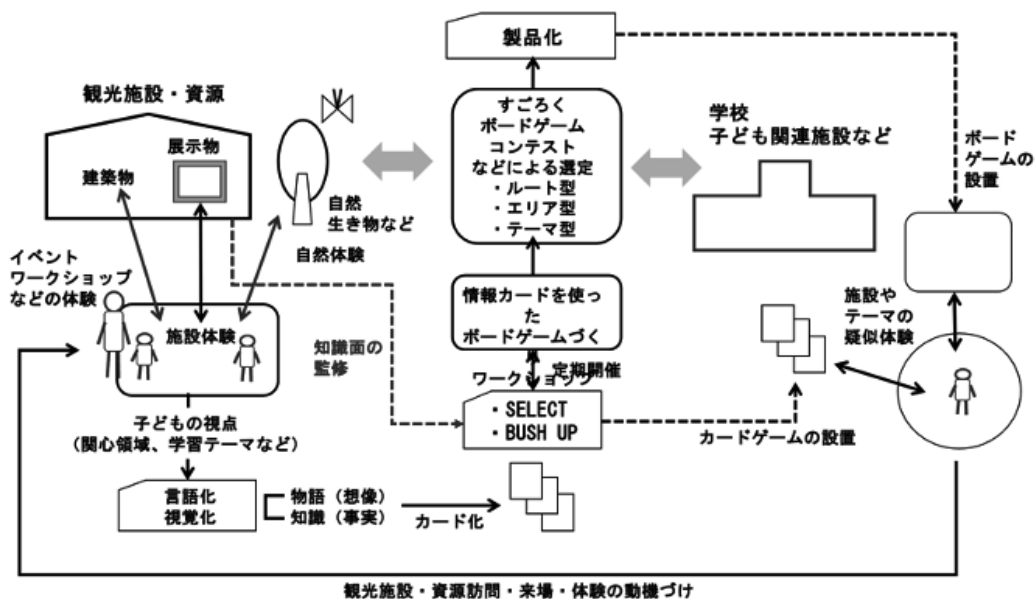 製品化
観光施設・資源
展示物
建築物
自然
生き物など
自然体験
すごろく
ボードゲーム
コンテスト
などによる選定
・ルート型
・エリア型
・テーマ型
学校
子ども関連施設など
ボード
ゲームの
設置
イベント
ワークショップ
などの体験
施設体験
知識面の
監修
情報カードを使っ
た
ボードゲームづく
定期開催
ワークショップ
・SELECT
・BUSH UP
施設や
テーマの
疑似体験
カードゲームの設置
子どもの視点
（関心領域、学習テーマなど）
言語化
視覚化
物語（想像）
知識（事実）
カード化
観光施設・資源訪問・来場・体験の動機づけ